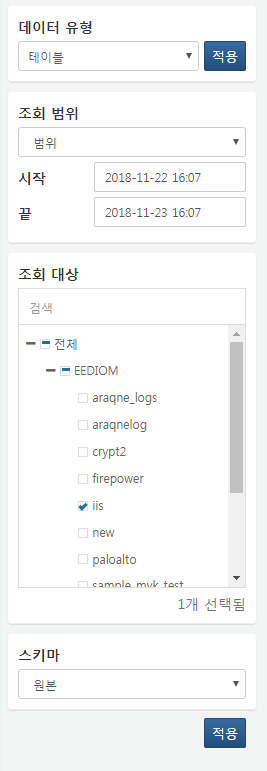 데이터 유형
테이블
적용
조회 범위
범위
시작 2018-11-22 16:07
끝 2018-11-23 16:07
조회 대상
검색
전체
EEDIOM
araqne_logs
araqnelog
crypt2
firepower
iis
new
paloalto
sample_myk_test
1개 선택됨
스키마
원본
적용